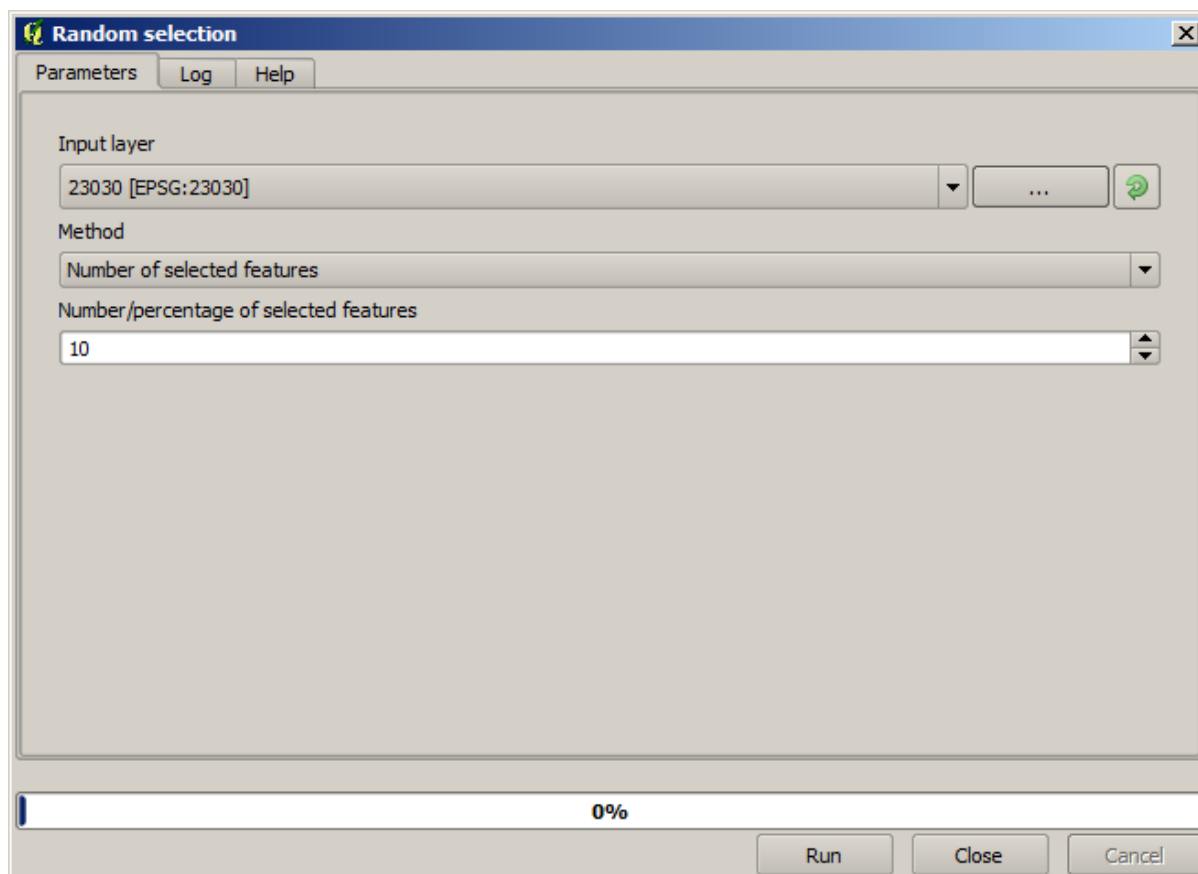 Random selection
Parameters Log Help
Input layer
23030 [EPSG:23030]
...
Method
Number of selected features
Number/percentage of selected features
10
0%
Run Close Cancel